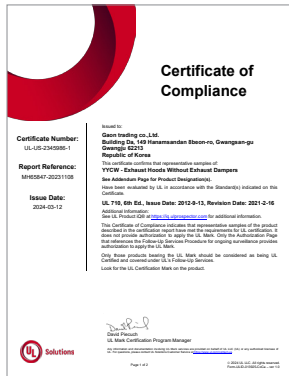 Certificate of
Compliance
Certificate Number:
UL-US-2345986-1
Report Reference:
MH65847-20231108
Issue Date:
2024-03-12
Issued to:
Gaon trading co.,Ltd.
Building Da, 149 Hanamsandan 8beon-ro, Gwangsan-gu
Gwangju 62213
Republic of Korea
This certificate confirms that representative samples of:
YYCW - Exhaust Hoods Without Exhaust Dampers
See Addendum Page for Product Designation(s).
Have been evaluated by UL in accordance with the Standard(s) indicated on this
Certificate.
UL 710, 6th Ed., Issue Date: 2012-9-13, Revision Date: 2021-2-16
Additional Information:
See UL Product iQ® at https://iq.ulprospector.com for additional information.
This Certificate of Compliance indicates that representative samples of the product
described in the certification report have met the requirements for UL certification. It
does not provide authorization to apply the UL Mark. Only the Authorization Page
that references the Follow-Up Services Procedure for ongoing surveillance provides
authorization to apply the UL Mark.
Only those products bearing the UL Mark should be considered as being UL
Certified and covered under UL's Follow-Up Services.
Look for the UL Certification Mark on the product.
David Piecuch
UL Mark Certification Program Manager
UL Solutions
Page 1 of 2